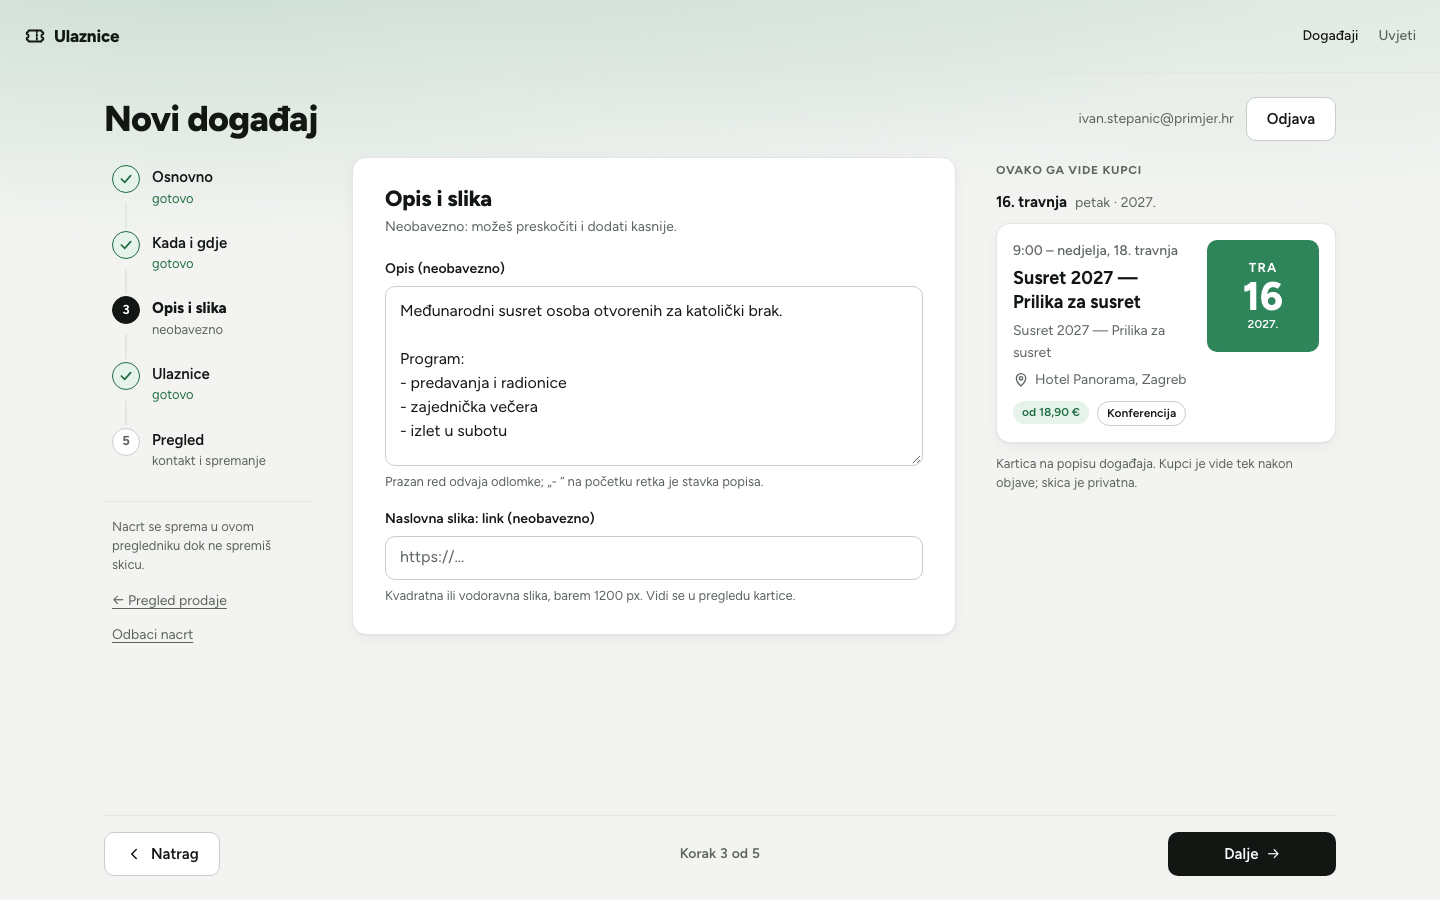 Ulaznice
Događaji
Uvjeti
Novi događaj
ivan.stepanic@primjer.hr
Odjava
Osnovno
gotovo
Kada i gdje
gotovo
3
Opis i slika
neobavezno
Ulaznice
gotovo
5
Pregled
kontakt i spremanje
Nacrt se sprema u ovom
pregledniku dok ne spremiš
skicu.
← Pregled prodaje
Odbaci nacrt
Opis i slika
Neobavezno: možeš preskočiti i dodati kasnije.
Opis (neobavezno)
Međunarodni susret osoba otvorenih za katolički brak.
Program:
- predavanja i radionice
- zajednička večera
- izlet u subotu
Prazan red odvaja odlomke; „- “ na početku retka je stavka popisa.
Naslovna slika: link (neobavezno)
https://…
Kvadratna ili vodoravna slika, barem 1200 px. Vidi se u pregledu kartice.
OVAKO GA VIDE KUPCI
16. travnja petak · 2027.
9:00 – nedjelja, 18. travnja
Susret 2027 —
Prilika za susret
Susret 2027 — Prilika za
susret
Hotel Panorama, Zagreb
od 18,90 €
Konferencija
TRA
16
2027.
Kartica na popisu događaja. Kupci je vide tek nakon
objave; skica je privatna.
Natrag
Korak 3 od 5
Dalje →